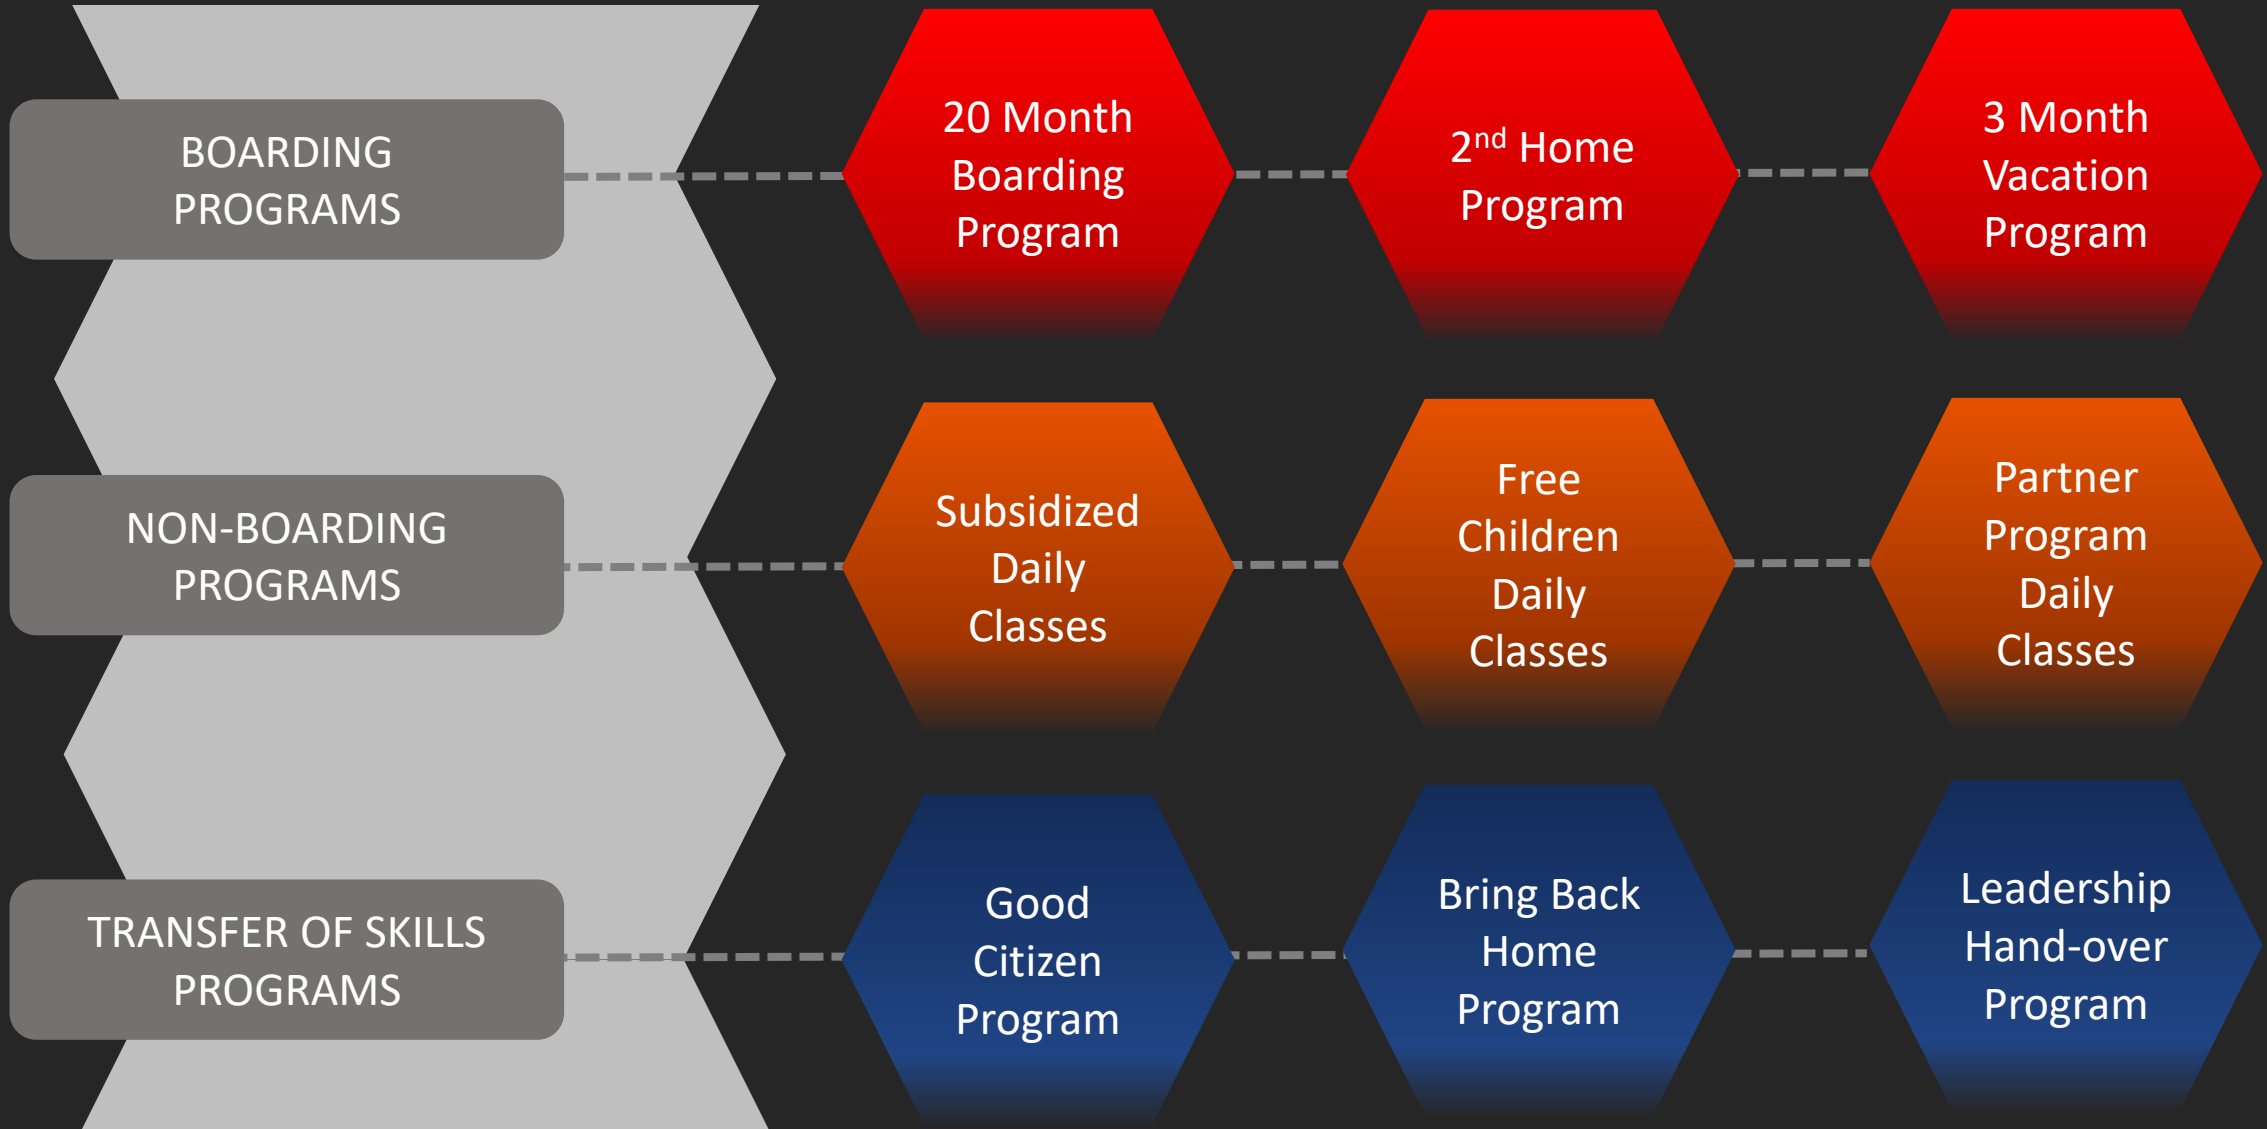 BOARDING
PROGRAMS
20 Month
Boarding
Program
2nd Home
Program
3 Month
Vacation
Program
NON-BOARDING
PROGRAMS
Subsidized
Daily
Classes
Free
Children
Daily
Classes
Partner
Program
Daily
Classes
TRANSFER OF SKILLS
PROGRAMS
Good
Citizen
Program
Bring Back
Home
Program
Leadership
Hand-over
Program